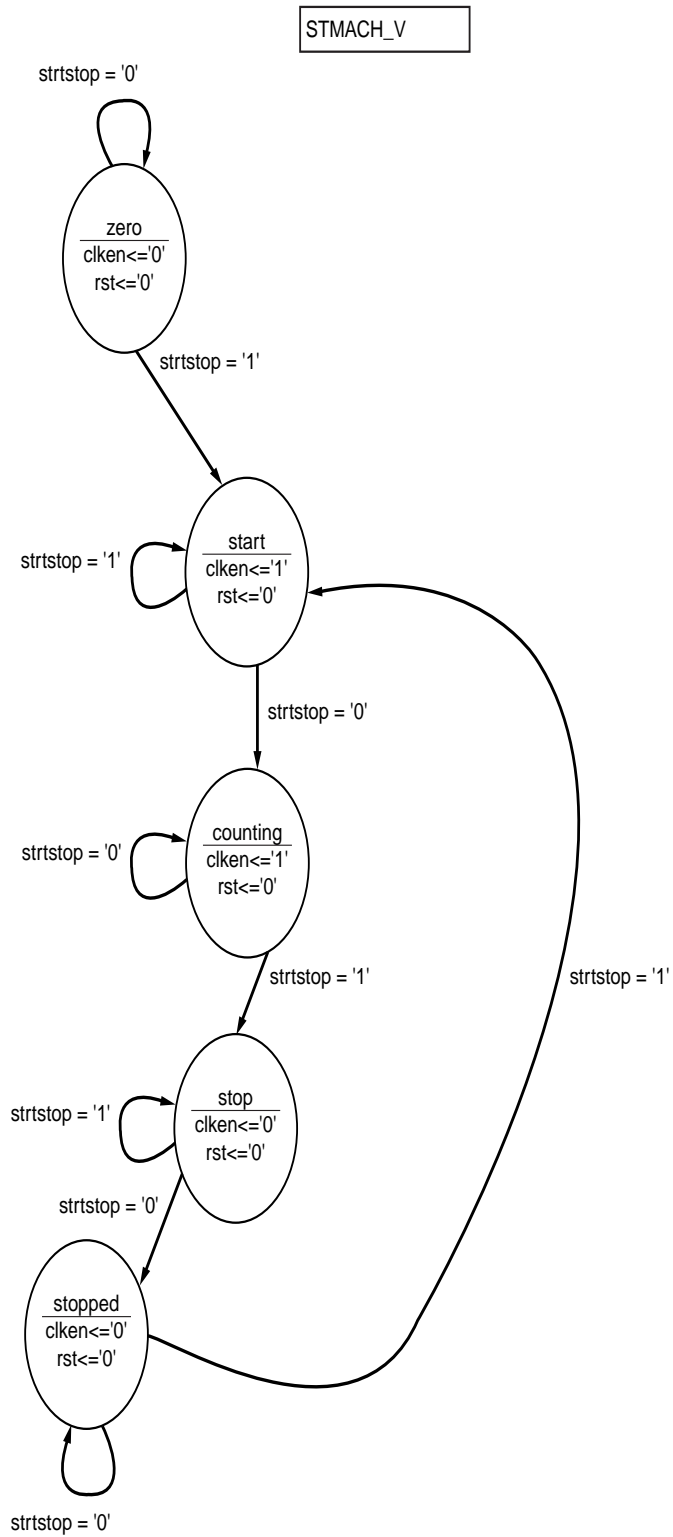 STMACH_V
strtstop = '0'
zero
clken<='0'
rst<='0'
strtstop = '1'
start
clken<='1'
rst<='0'
strtstop = '1'
strtstop = '0'
counting
clken<='1'
rst<='0'
strtstop = '0'
strtstop = '1'
strtstop = '1'
stop
clken<='0'
rst<='0'
strtstop = '1'
strtstop = '0'
stopped
clken<='0'
rst<='0'
strtstop = '0'